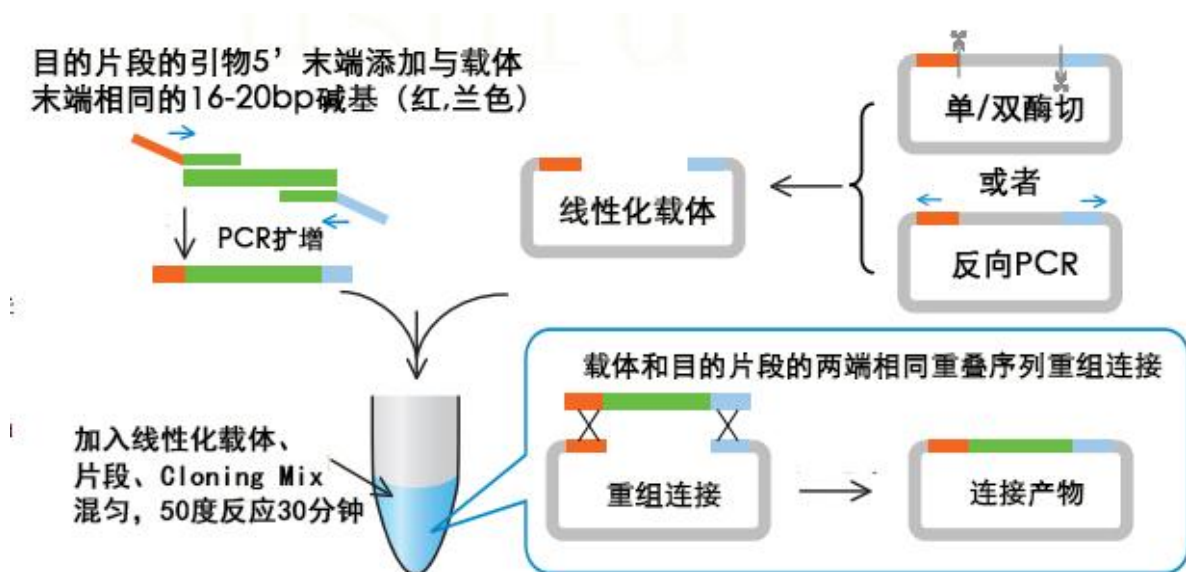 目的片段的引物5’末端添加与载体
末端相同的16-20bp碱基（红,兰色）
PCR扩增
线性化载体
单/双酶切
或者
反向PCR
加入线性化载体、
片段、Cloning Mix
混匀，50度反应30分钟
载体和目的片段的两端相同重叠序列重组连接
重组连接
连接产物